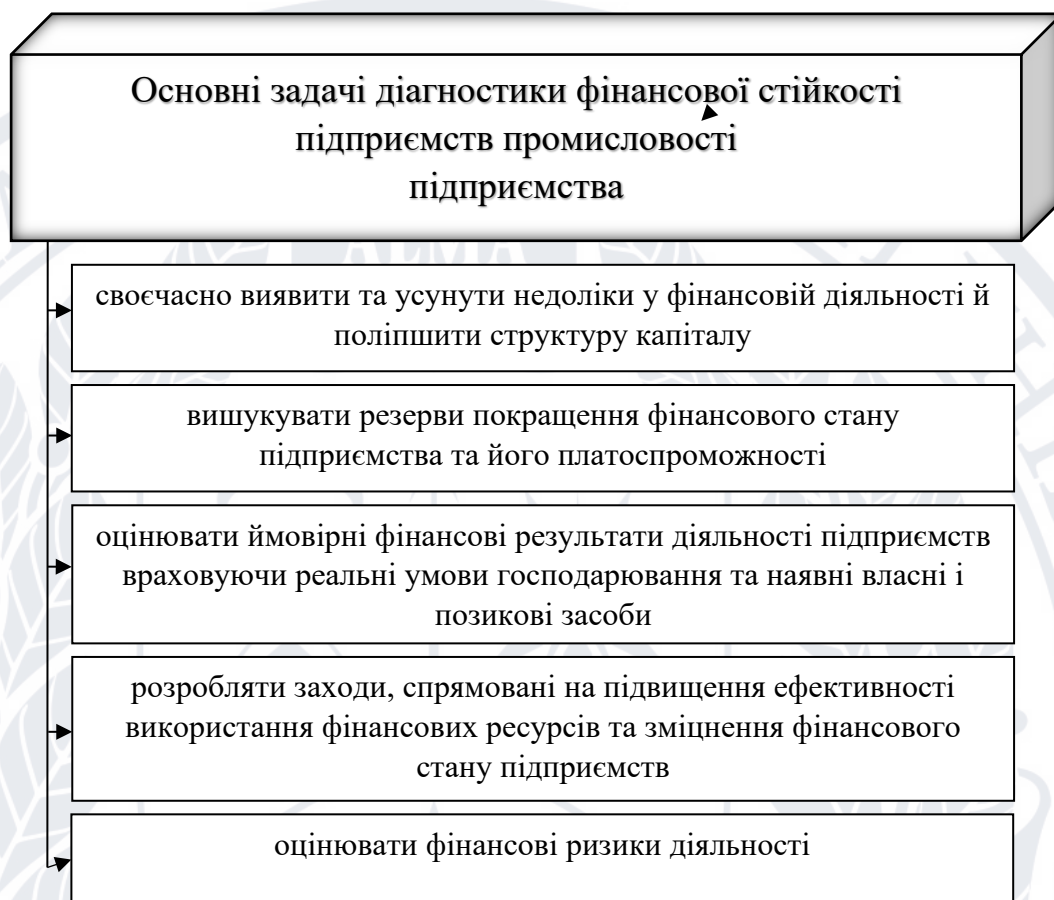 Основні задачі діагностики фінансової стійкості
підприємств промисловості
підприємства
своєчасно виявити та усунути недоліки у фінансовій діяльності й
поліпшити структуру капіталу
вишукувати резерви покращення фінансового стану
підприємства та його платоспроможності
оцінювати ймовірні фінансові результати діяльності підприємств
враховуючи реальні умови господарювання та наявні власні і
позикові засоби
розробляти заходи, спрямовані на підвищення ефективності
використання фінансових ресурсів та зміцнення фінансового
стану підприємств
оцінювати фінансові ризики діяльності